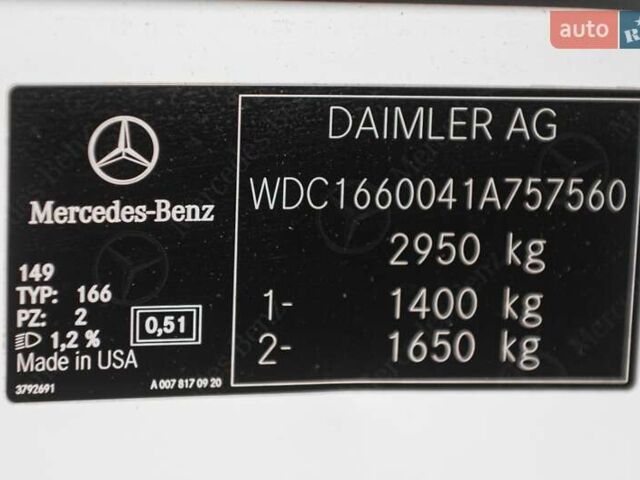 auto
Mercedes-Benz
149
TYP: 166
PZ: 2
1,2 %
0,51
Made in USA
3792691
A 007 817 09 20
DAIMLER AG
WDC1660041A757560
2950 kg
1- 1400 kg
2- 1650 kg